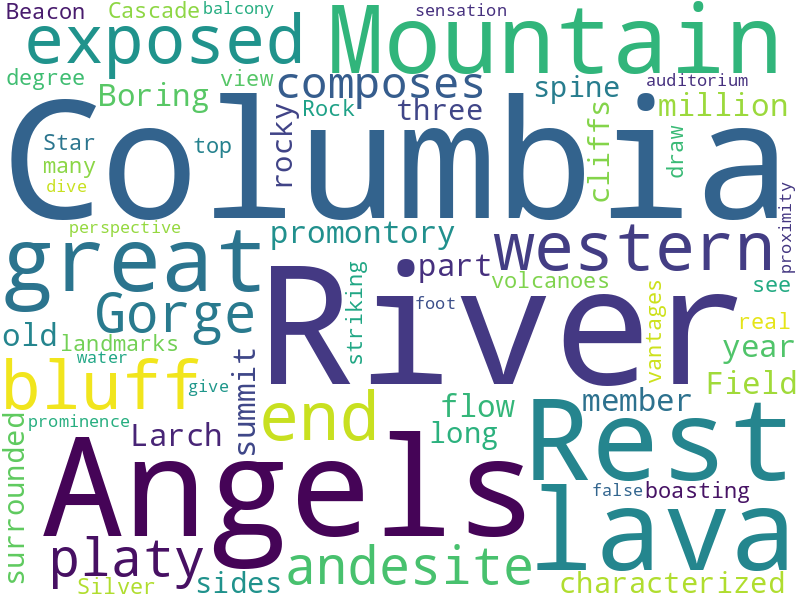 Beacon Cascade balcony sensation
exposed Mountain
degree Boring view composes spine auditorium
Rock three million
Star many top rocky cliffs draw
dive Columbia
perspective promontory western proximity
great part volcanoes see
Gorge striking River foot vantages real
old landmarks year
water bluff give Field
prominence Larch summit end flow member
long Rest
surrounded Angels false boasting
platy andesite lava
Silver sides characterized